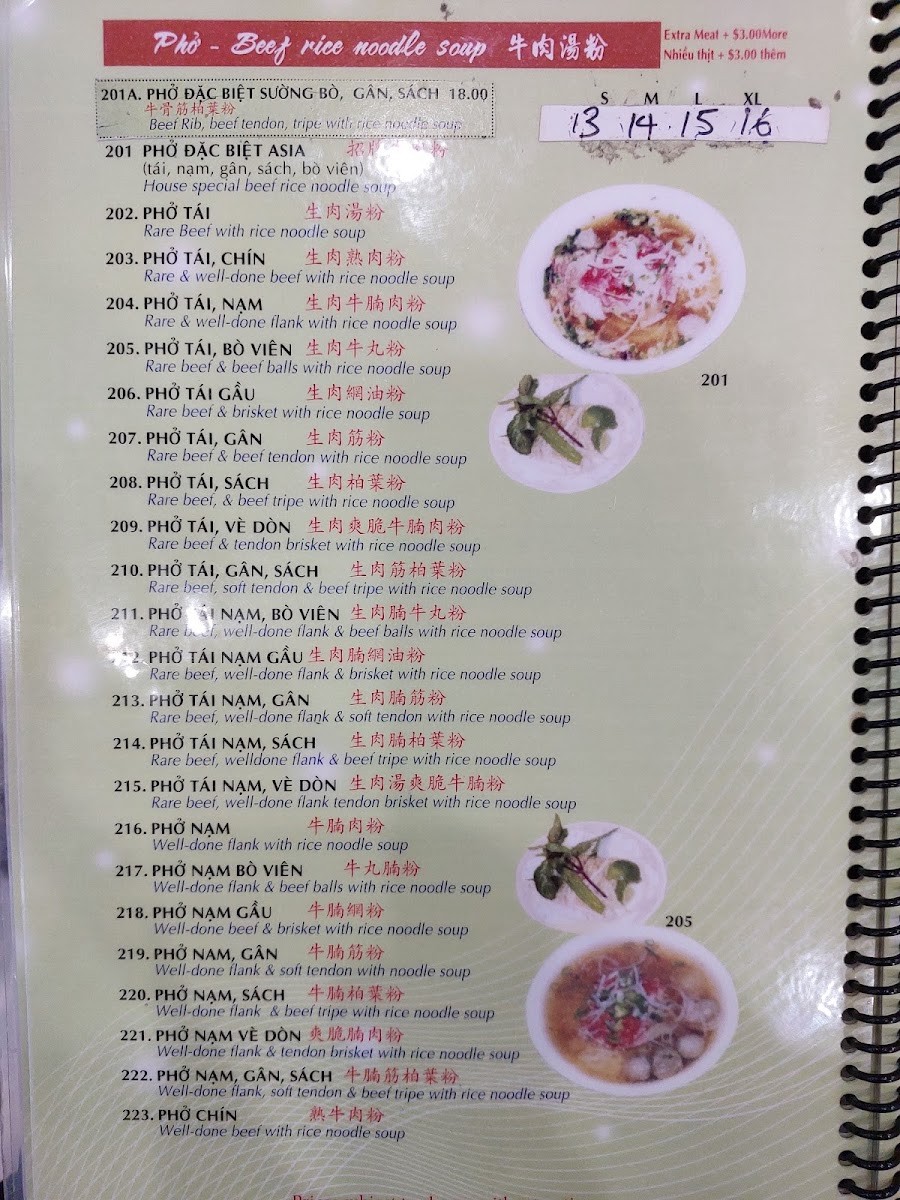 Phở - Beef rice noodle soup 牛肉湯粉
Extra Meat + $3.00More
Nhiều thịt + $3.00 thêm
201A. PHỞ ĐẶC BIỆT SƯỜNG BÒ, GÂN, SÁCH 18.00
牛骨筋柏葉粉
Beef Rib, beef tendon, tripe with rice noodle soup
S M L XL
13 14 15 16
201 PHỞ ĐẶC BIỆT ASIA 招牌 粉
(tái, nạm, gân, sách, bò viên)
House special beef rice noodle soup
202. PHỞ TÁI 生肉湯粉
Rare Beef with rice noodle soup
203. PHỞ TÁI, CHÍN 生肉熟肉粉
Rare & well-done beef with rice noodle soup
204. PHỞ TÁI, NẠM 生肉牛腩肉粉
Rare & well-done flank with rice noodle soup
205. PHỞ TÁI, BÒ VIÊN 生肉牛丸粉
Rare beef & beef balls with rice noodle soup
206. PHỞ TÁI GẦU 生肉網油粉
Rare beef & brisket with rice noodle soup
207. PHỞ TÁI, GÂN 生肉筋粉
Rare beef & beef tendon with rice noodle soup
208. PHỞ TÁI, SÁCH 生肉柏葉粉
Rare beef, & beef tripe with rice noodle soup
209. PHỞ TÁI, VÈ DÒN 生肉爽脆牛腩肉粉
Rare beef & tendon brisket with rice noodle soup
210. PHỞ TÁI, GÂN, SÁCH 生肉筋柏葉粉
Rare beef, soft tendon & beef tripe with rice noodle soup
211. PHỞ TÁI NẠM, BÒ VIÊN 生肉腩牛丸粉
Rare beef, well-done flank & beef balls with rice noodle soup
212. PHỞ TÁI NẠM GẦU 生肉腩網油粉
Rare beef, well-done flank & brisket with rice noodle soup
213. PHỞ TÁI NẠM, GÂN 生肉腩筋粉
Rare beef, well-done flank & soft tendon with rice noodle soup
214. PHỞ TÁI NẠM, SÁCH 生肉腩柏葉粉
Rare beef, welldone flank & beef tripe with rice noodle soup
215. PHỞ TÁI NẠM, VÈ DÒN 生肉湯爽脆牛腩粉
Rare beef, well-done flank tendon brisket with rice noodle soup
216. PHỞ NẠM 牛腩肉粉
Well-done flank with rice noodle soup
217. PHỞ NẠM BÒ VIÊN 牛丸腩粉
Well-done flank & beef balls with rice noodle soup
218. PHỞ NẠM GẦU 牛腩網粉
Well-done beef & brisket with rice noodle soup
219. PHỞ NAM, GÂN 牛腩筋粉
Well-done flank & soft tendon with noodle soup
220. PHỞ NẠM, SÁCH 牛腩柏葉粉
Well-done flank & beef tripe with rice noodle soup
221. PHỞ NẠM VÈ DÒN 爽脆腩肉粉
Well-done flank & tendon brisket with rice noodle soup
222. PHỞ NẠM, GÂN, SÁCH 牛腩筋柏葉粉
Well-done flank, soft tendon & beef tripe with rice noodle soup
223. PHỞ CHÍN 熟牛肉粉
Well-done beef with rice noodle soup
201
205